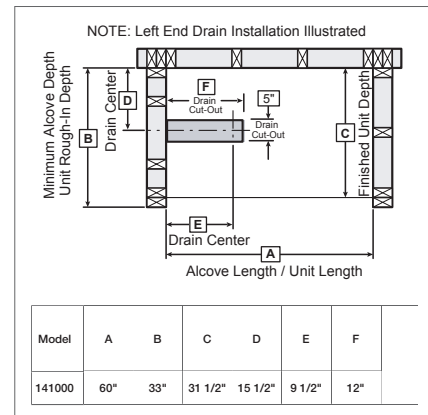 NOTE: Left End Drain Installation Illustrated
Minimum Alcove Depth
Unit Rough-In Depth
B
Drain Center
D
F
Drain
Cut-Out
5"
Drain
Cut-Out
C
Finished Unit Depth
E
Drain Center
A
Alcove Length / Unit Length
Model A B C D E F
141000 60" 33" 31 1/2" 15 1/2" 9 1/2" 12"